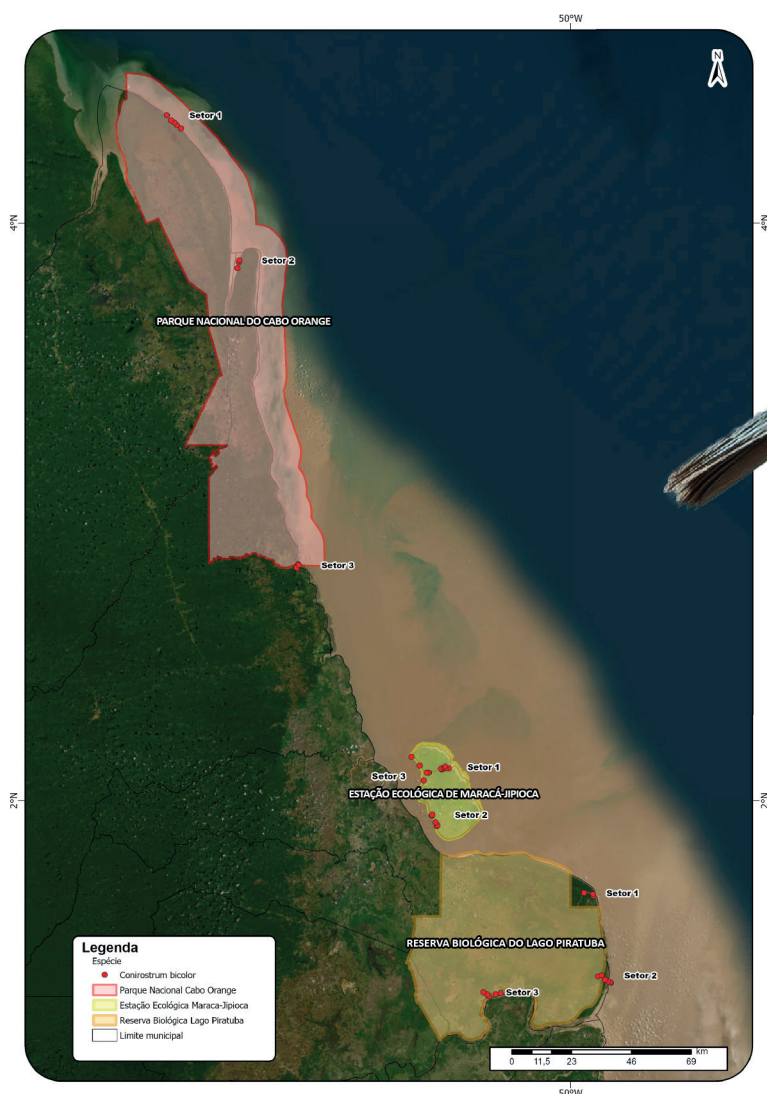 50°W
N
Setor 1
4°N
4°N
Setor 2
PARQUE NACIONAL DO CABO ORANGE
Setor 3
Setor 1
Setor 3
ESTAÇÃO ECOLÓGICA DE MARACÁ-JIPIOCA
2°N
2°N
Setor 2
Setor 1
RESERVA BIOLÓGICA DO LAGO PIRATUBA
Setor 2
Setor 3
Legenda
Espécie
Conirostrum bicolor
Parque Nacional Cabo Orange
Estação Ecológica Maraca-Jipioca
Reserva Biológica Lago Piratuba
Limite municipal
km
0 11,5 23 46 69
50°W